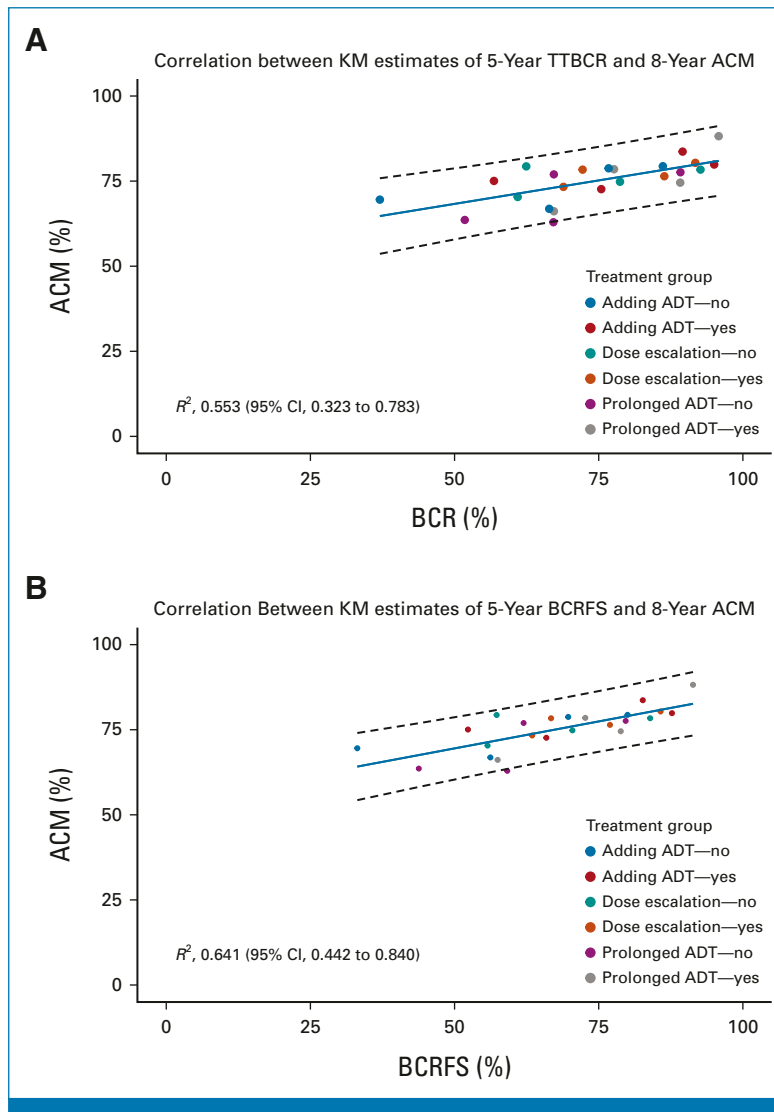 A
Correlation between KM estimates of 5-Year TTBCR and 8-Year ACM
100
75
50
25
0
ACM (%)
Treatment group
Adding ADT—no
Adding ADT—yes
Dose escalation—no
Dose escalation—yes
Prolonged ADT—no
Prolonged ADT—yes
R², 0.553 (95% CI, 0.323 to 0.783)
0 25 50 75 100
BCR (%)
B
Correlation Between KM estimates of 5-Year BCRFS and 8-Year ACM
100
75
50
25
0
ACM (%)
Treatment group
Adding ADT—no
Adding ADT—yes
Dose escalation—no
Dose escalation—yes
Prolonged ADT—no
Prolonged ADT—yes
R², 0.641 (95% CI, 0.442 to 0.840)
0 25 50 75 100
BCRFS (%)